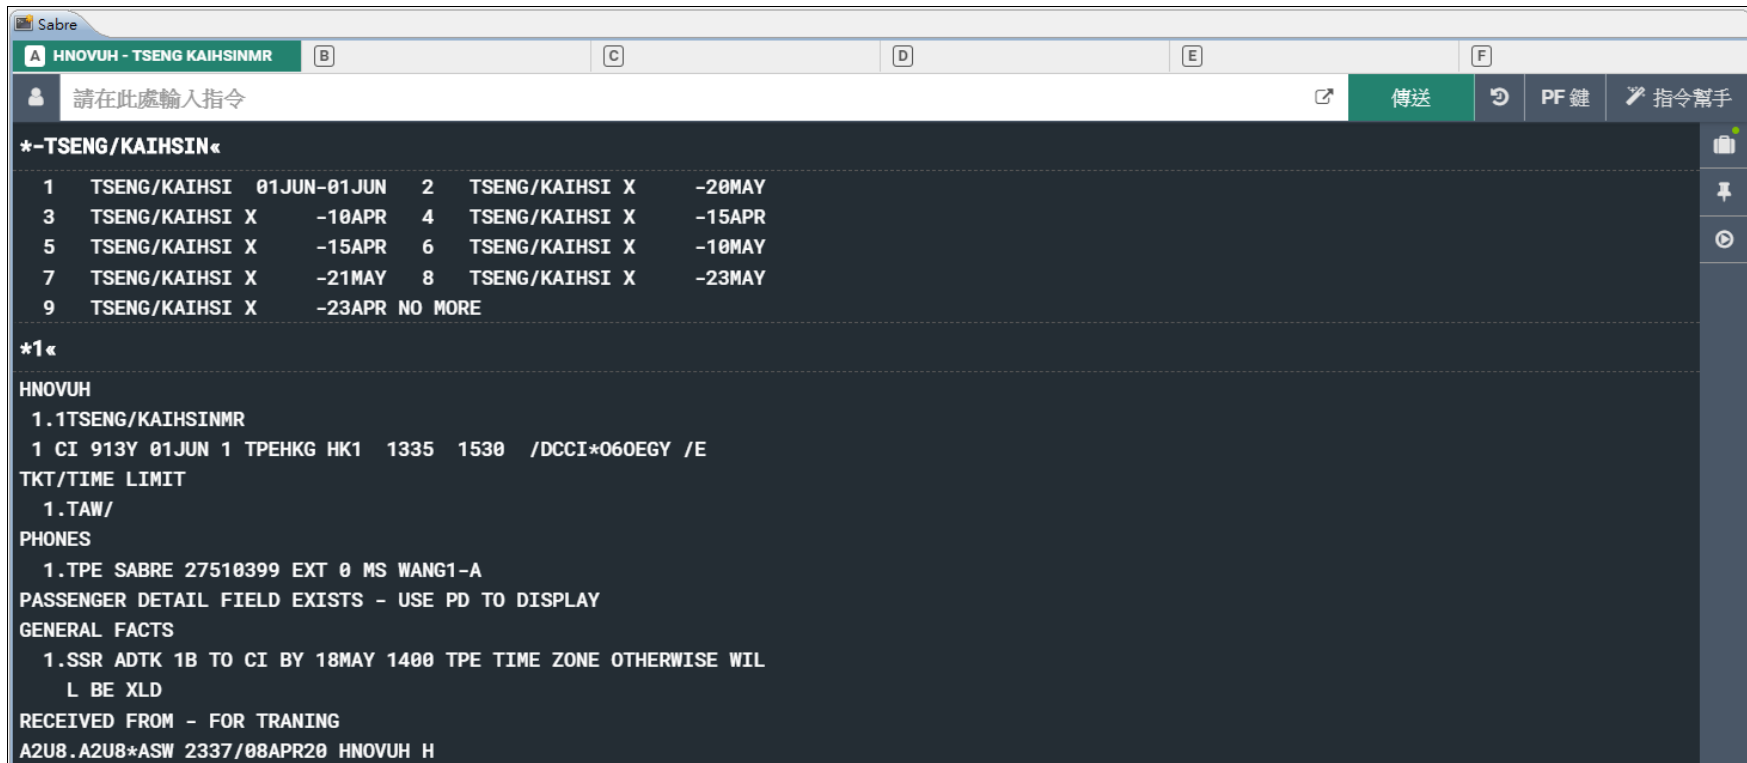 Sabre
A HNOVUH - TSENG KAIHSINMR B C D E F
請在此處輸入指令 傳送 PF 鍵 指令幫手
*-TSENG/KAIHSIN«
1 TSENG/KAIHSI 01JUN-01JUN 2 TSENG/KAIHSI X -20MAY
3 TSENG/KAIHSI X -10APR 4 TSENG/KAIHSI X -15APR
5 TSENG/KAIHSI X -15APR 6 TSENG/KAIHSI X -10MAY
7 TSENG/KAIHSI X -21MAY 8 TSENG/KAIHSI X -23MAY
9 TSENG/KAIHSI X -23APR NO MORE
*1«
HNOVUH
1.1TSENG/KAIHSINMR
1 CI 913Y 01JUN 1 TPEHKG HK1 1335 1530 /DCCI*O6OEGY /E
TKT/TIME LIMIT
1.TAW/
PHONES
1.TPE SABRE 27510399 EXT 0 MS WANG1-A
PASSENGER DETAIL FIELD EXISTS - USE PD TO DISPLAY
GENERAL FACTS
1.SSR ADTK 1B TO CI BY 18MAY 1400 TPE TIME ZONE OTHERWISE WIL
L BE XLD
RECEIVED FROM - FOR TRANING
A2U8.A2U8*ASW 2337/08APR20 HNOVUH H